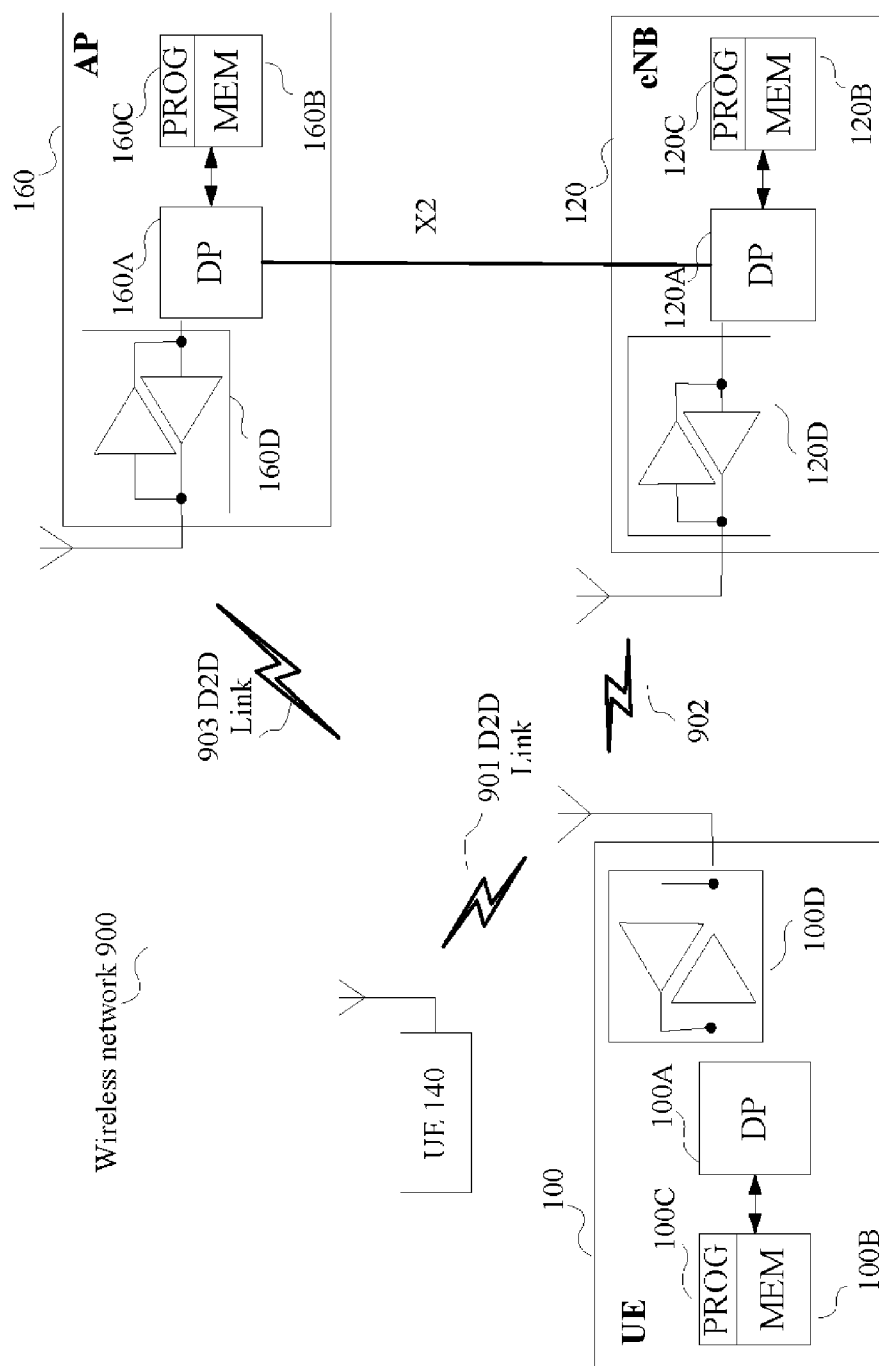 Wireless network 900
UE 140
901 D2D
Link
903 D2D
Link
902
160
AP
160A
DP
160C
PROG
MEM
160B
160D
X2
120
eNB
120A
DP
120C
PROG
MEM
120B
120D
100
UE
100C
PROG
MEM
100B
100A
DP
100D